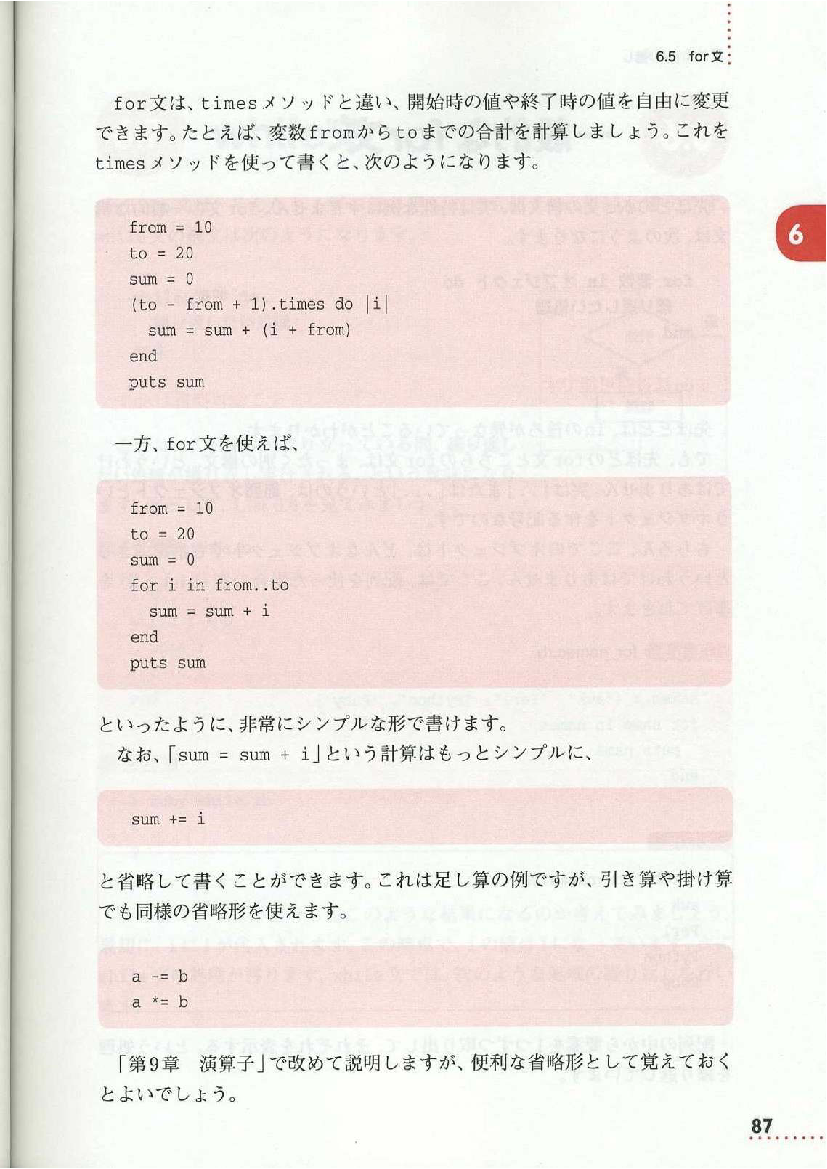 6.5 for文
for文は、timesメソッドと違い、開始時の値や終了時の値を自由に変更
できます。たとえば、変数fromからtoまでの合計を計算しましょう。これを
timesメソッドを使って書くと、次のようになります。
6
from = 10
to = 20
sum = 0
(to - from + 1).times do |i|
  sum = sum + (i + from)
end
puts sum
一方、for文を使えば、
from = 10
to = 20
sum = 0
for i in from..to
  sum = sum + i
end
puts sum
といったように、非常にシンプルな形で書けます。
なお、「sum = sum + i」という計算はもっとシンプルに、
sum += i
と省略して書くことができます。これは足し算の例ですが、引き算や掛け算
でも同様の省略形を使えます。
a -= b
a *= b
「第9章 演算子」で改めて説明しますが、便利な省略形として覚えておく
とよいでしょう。
87